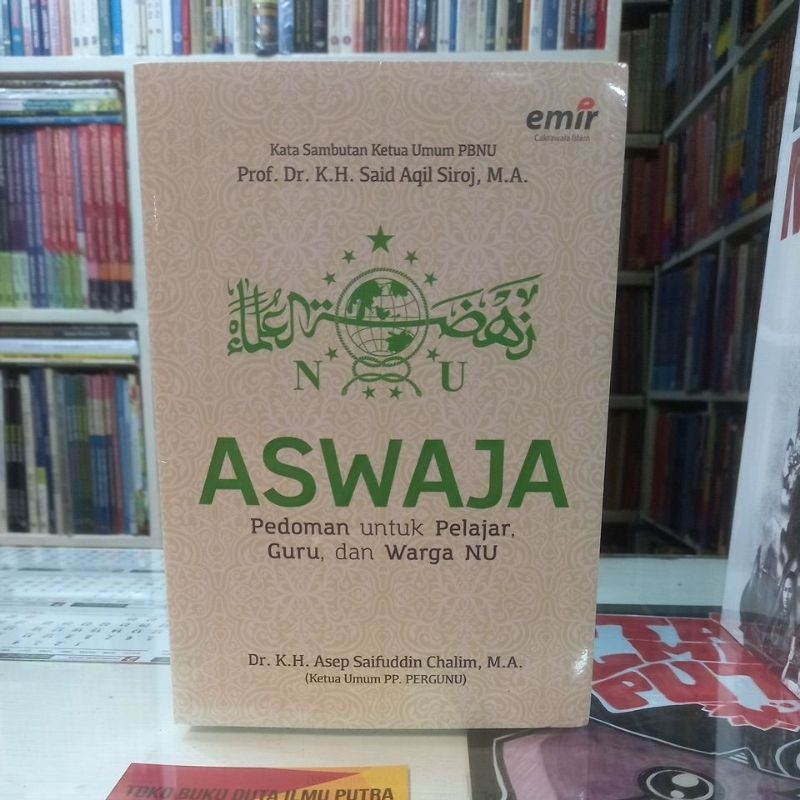 emir
Cakrawala Islam
Kata Sambutan Ketua Umum PBNU
Prof. Dr. K.H. Said Aqil Siroj, M.A.
نهضة العلماء
N U
ASWAJA
Pedoman untuk Pelajar,
Guru, dan Warga NU
Dr. K.H. Asep Saifuddin Chalim, M.A.
(Ketua Umum PP. PERGUNU)
TOKO BUKU DUTA ILMU PUTRA